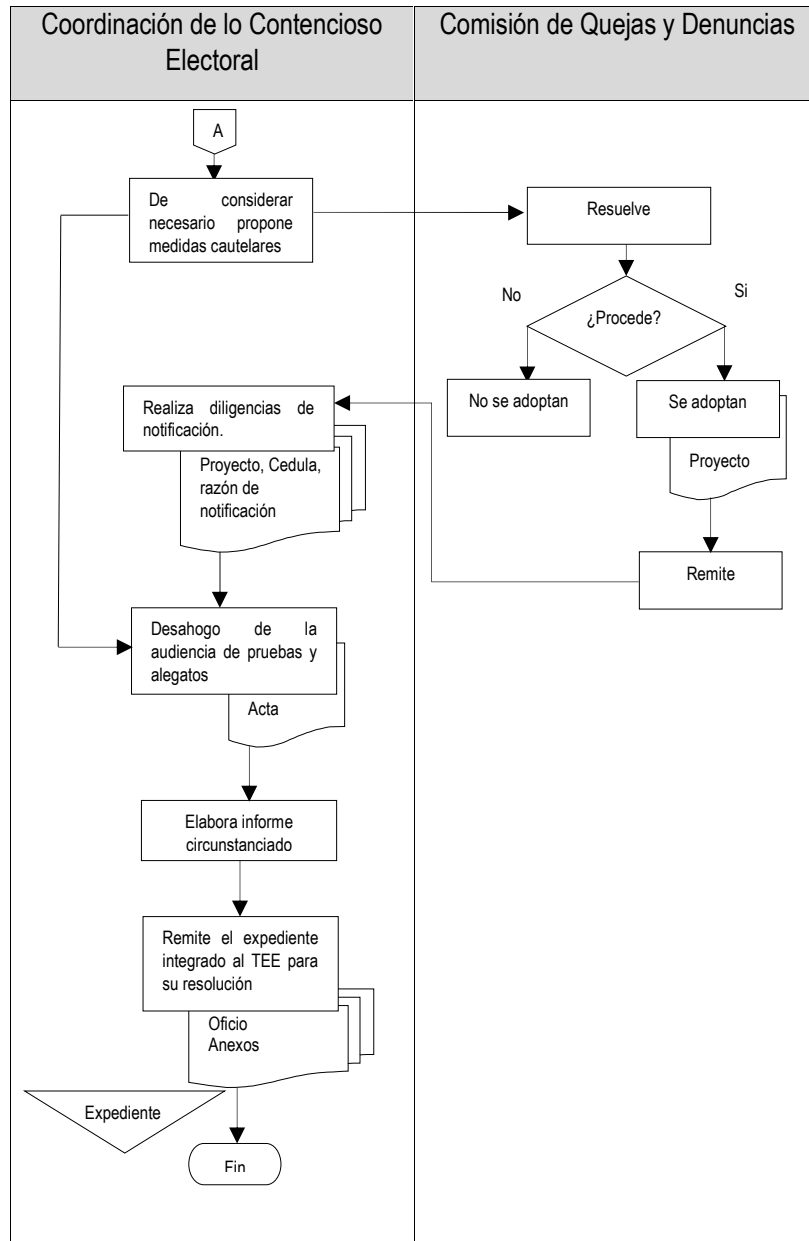 Coordinación de lo Contencioso
Electoral
Comisión de Quejas y Denuncias
A
De considerar
necesario propone
medidas cautelares
Resuelve
¿Procede?
No
Si
No se adoptan
Se adoptan
Proyecto
Remite
Realiza diligencias de
notificación.
Proyecto, Cedula,
razón de
notificación
Desahogo de la
audiencia de pruebas y
alegatos
Acta
Elabora informe
circunstanciado
Remite el expediente
integrado al TEE para
su resolución
Oficio
Anexos
Expediente
Fin